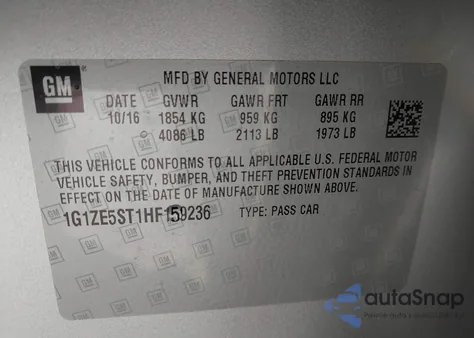 GM
MFD BY GENERAL MOTORS LLC
DATE GVWR GAWR FRT GAWR RR
10/16 1854 KG 959 KG 895 KG
4086 LB 2113 LB 1973 LB
THIS VEHICLE CONFORMS TO ALL APPLICABLE U.S. FEDERAL MOTOR
VEHICLE SAFETY, BUMPER, AND THEFT PREVENTION STANDARDS IN
EFFECT ON THE DATE OF MANUFACTURE SHOWN ABOVE.
1G1ZE5ST1HF159236 TYPE: PASS CAR
autoSnap